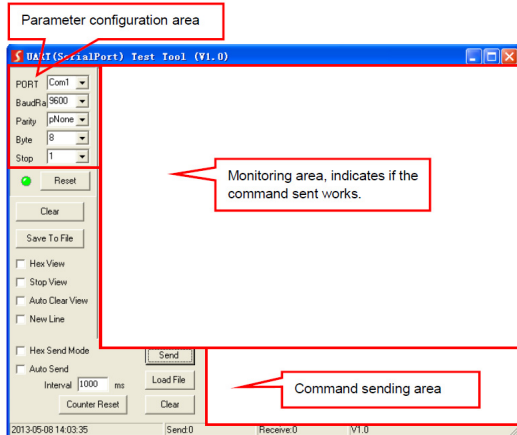 Parameter configuration area
UART(SerialPort) Test Tool (V1.0)
PORT Com1
BaudRa 9600
Parity pNone
Byte 8
Stop 1
Reset
Monitoring area, indicates if the
command sent works.
Clear
Save To File
Hex View
Stop View
Auto Clear View
New Line
Hex Send Mode
Send
Auto Send
Interval 1000 ms
Load File
Command sending area
Counter Reset
Clear
2013-05-08 14:03:35 Send:0 Receive:0 V1.0